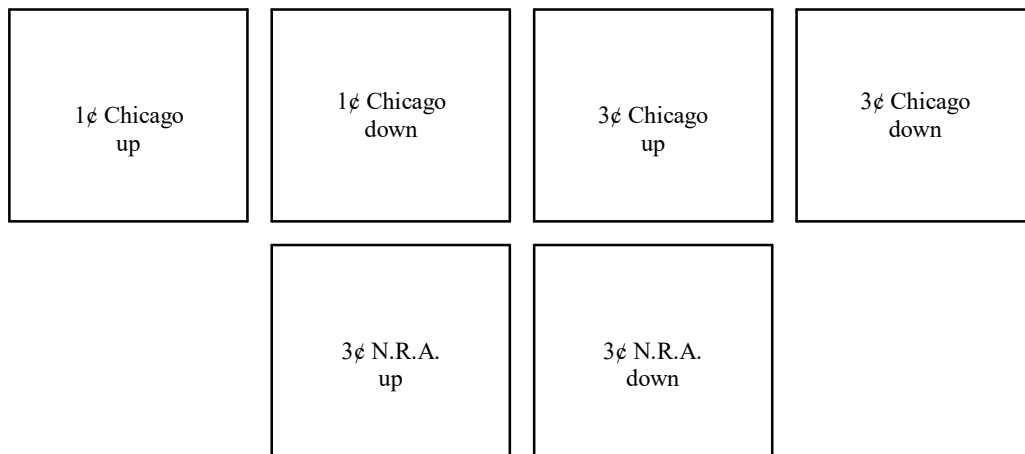 1¢ Chicago
up
1¢ Chicago
down
3¢ Chicago
up
3¢ Chicago
down
3¢ N.R.A.
up
3¢ N.R.A.
down